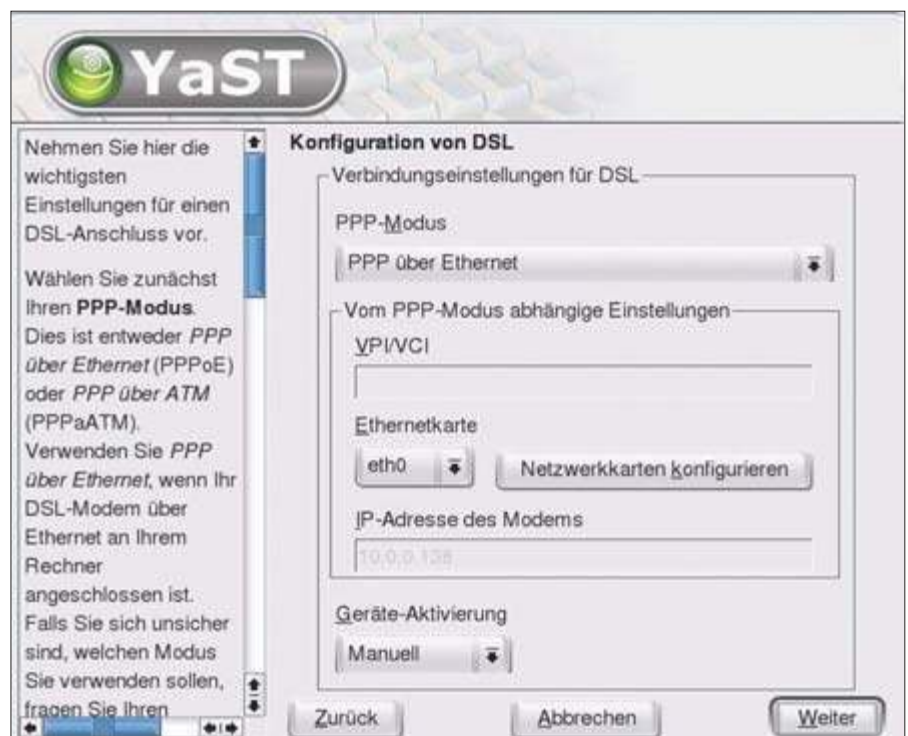 YaST
Nehmen Sie hier die
wichtigsten
Einstellungen für einen
DSL-Anschluss vor.
Wählen Sie zunächst
Ihren PPP-Modus.
Dies ist entweder PPP
über Ethernet (PPPoE)
oder PPP über ATM
(PPPaATM).
Verwenden Sie PPP
über Ethernet, wenn Ihr
DSL-Modem über
Ethernet an Ihrem
Rechner
angeschlossen ist.
Falls Sie sich unsicher
sind, welchen Modus
Sie verwenden sollen,
fragen Sie Ihren
Konfiguration von DSL
Verbindungseinstellungen für DSL
PPP-Modus
PPP über Ethernet
Vom PPP-Modus abhängige Einstellungen
VPI/VCI
Ethernetkarte
eth0
Netzwerkkarten konfigurieren
IP-Adresse des Modems
10.0.0.138
Geräte-Aktivierung
Manuell
Zurück
Abbrechen
Weiter